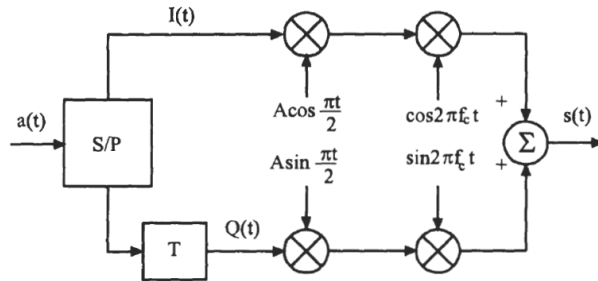 I(t)
a(t)
S/P
Acos πt/2
cos2πf_c t
+
s(t)
Σ
Asin πt/2
sin2πf_c t
+
T
Q(t)